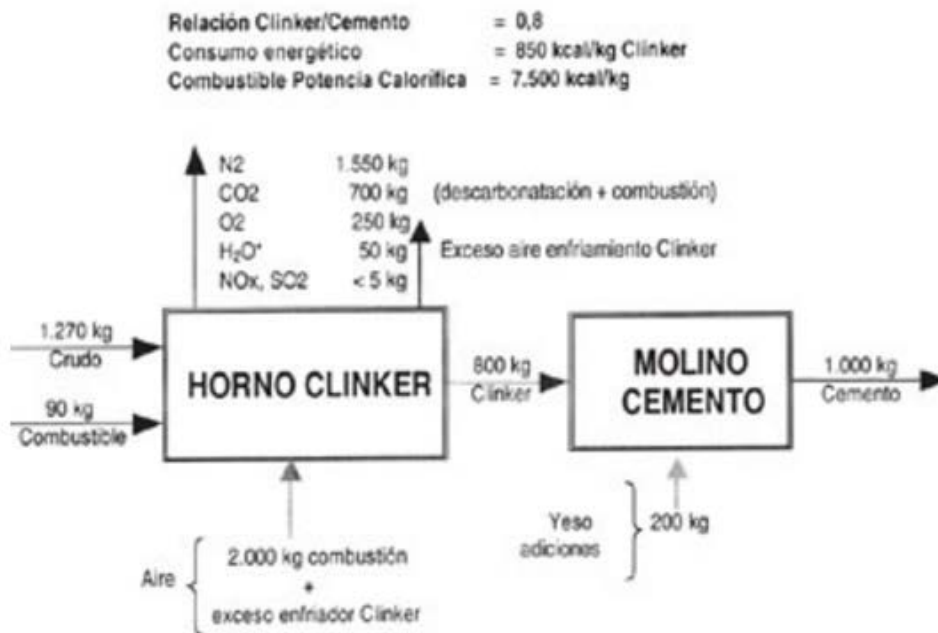 Relación Clinker/Cemento = 0,8
Consumo energético = 850 kcal/kg Clinker
Combustible Potencia Calorífica = 7.500 kcal/kg
N2 1.550 kg
CO2 700 kg (descarbonatación + combustión)
O2 250 kg
H₂O* 50 kg Exceso aire enfriamiento Clinker
NOx, SO2 < 5 kg
1.270 kg
Crudo
90 kg
Combustible
HORNO CLINKER
800 kg
Clinker
MOLINO
CEMENTO
1.000 kg
Cemento
Aire
2.000 kg combustión
+
exceso enfriador Clinker
Yeso
adiciones
200 kg